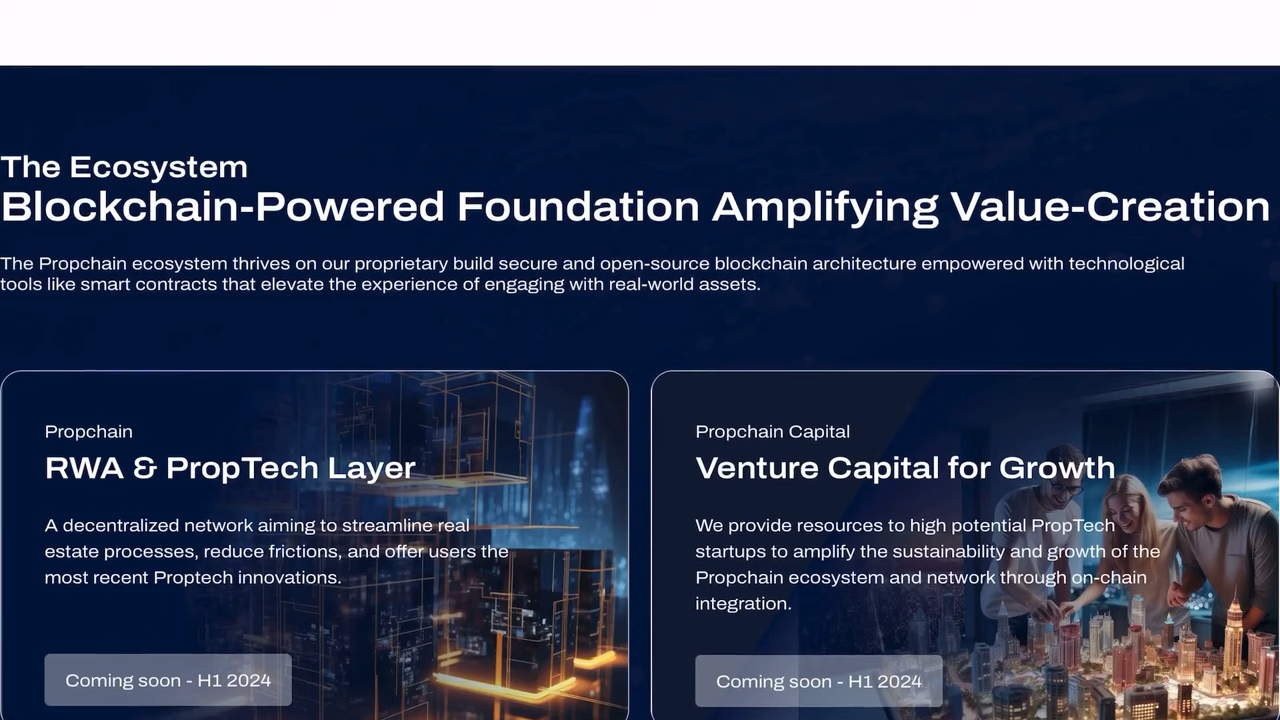 The Ecosystem
Blockchain-Powered Foundation Amplifying Value-Creation
The Propchain ecosystem thrives on our proprietary build secure and open-source blockchain architecture empowered with technological
tools like smart contracts that elevate the experience of engaging with real-world assets.
Propchain
RWA & PropTech Layer
A decentralized network aiming to streamline real
estate processes, reduce frictions, and offer users the
most recent Proptech innovations.
Coming soon - H1 2024
Propchain Capital
Venture Capital for Growth
We provide resources to high potential PropTech
startups to amplify the sustainability and growth of the
Propchain ecosystem and network through on-chain
integration.
Coming soon - H1 2024